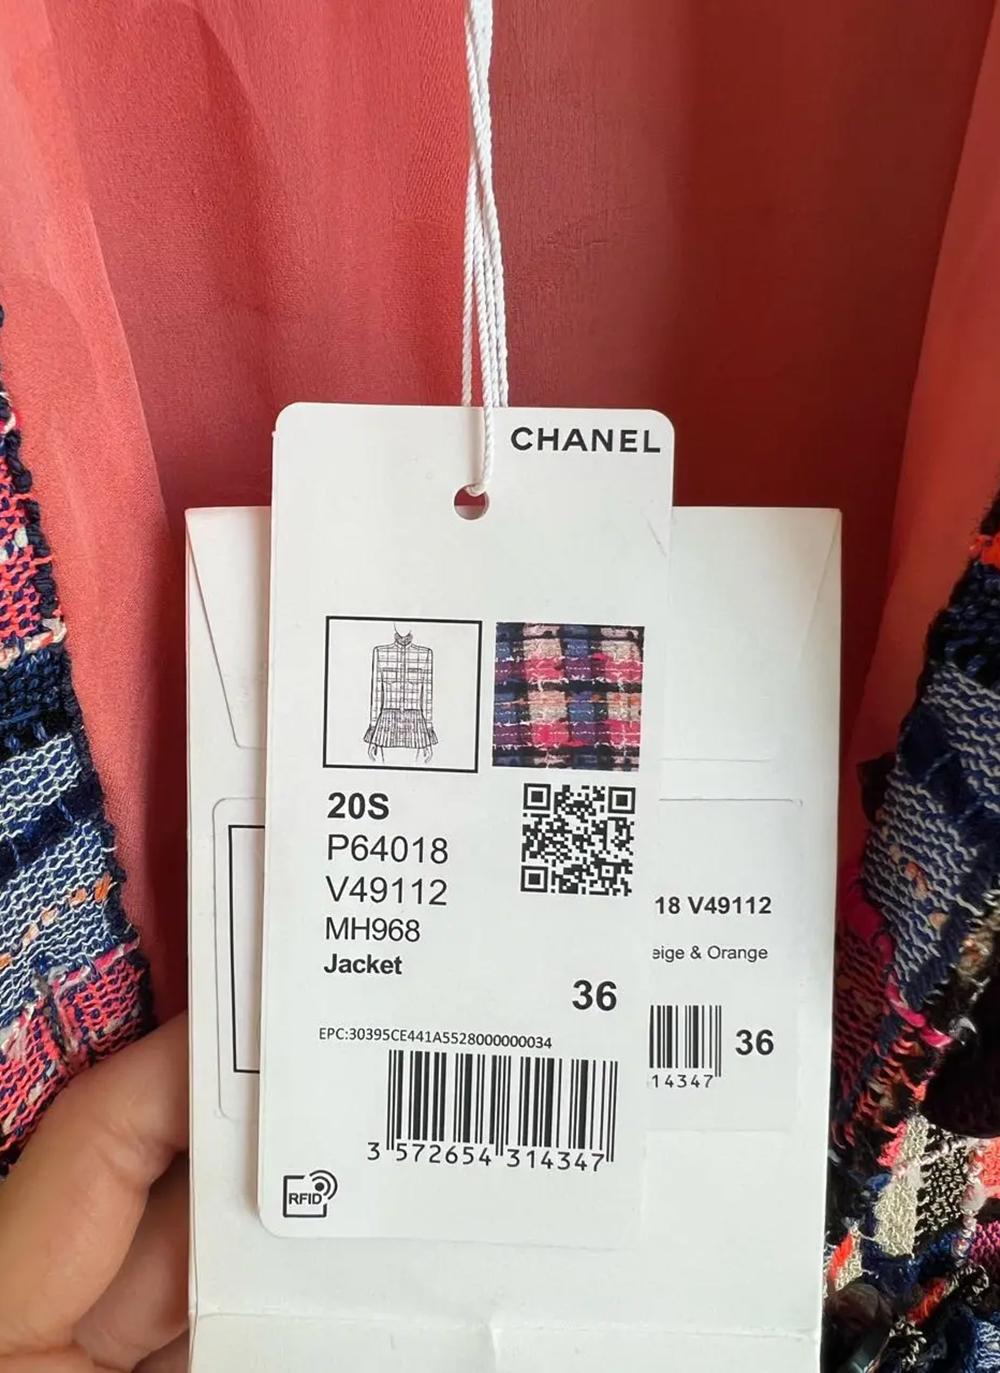 CHANEL
20S
P64018
V49112
MH968
Jacket
36
EPC:30395CE441A5528000000034
3 572654 314347
RFID
18 V49112
eige & Orange
14347
36